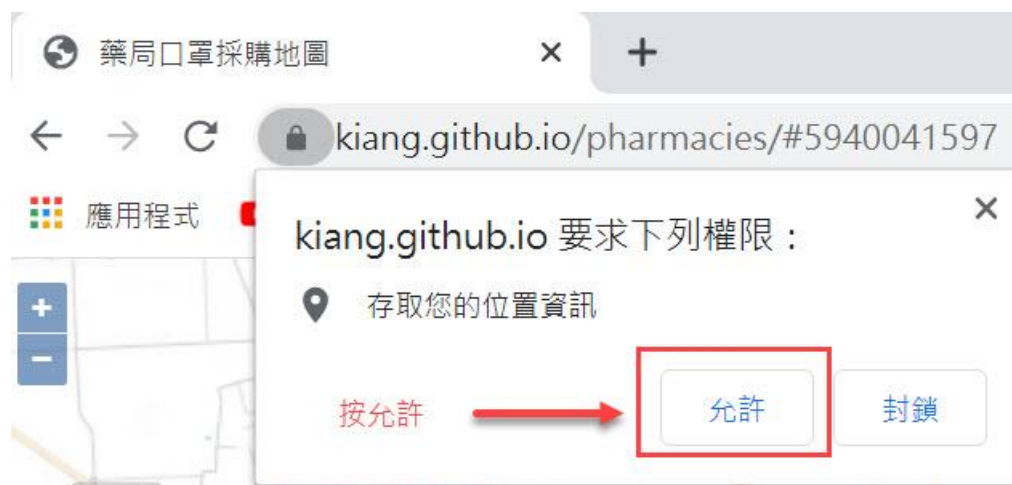 藥局口罩採購地圖
kiang.github.io/pharmacies/#5940041597
應用程式
kiang.github.io 要求下列權限：
存取您的位置資訊
按允許 允許 封鎖